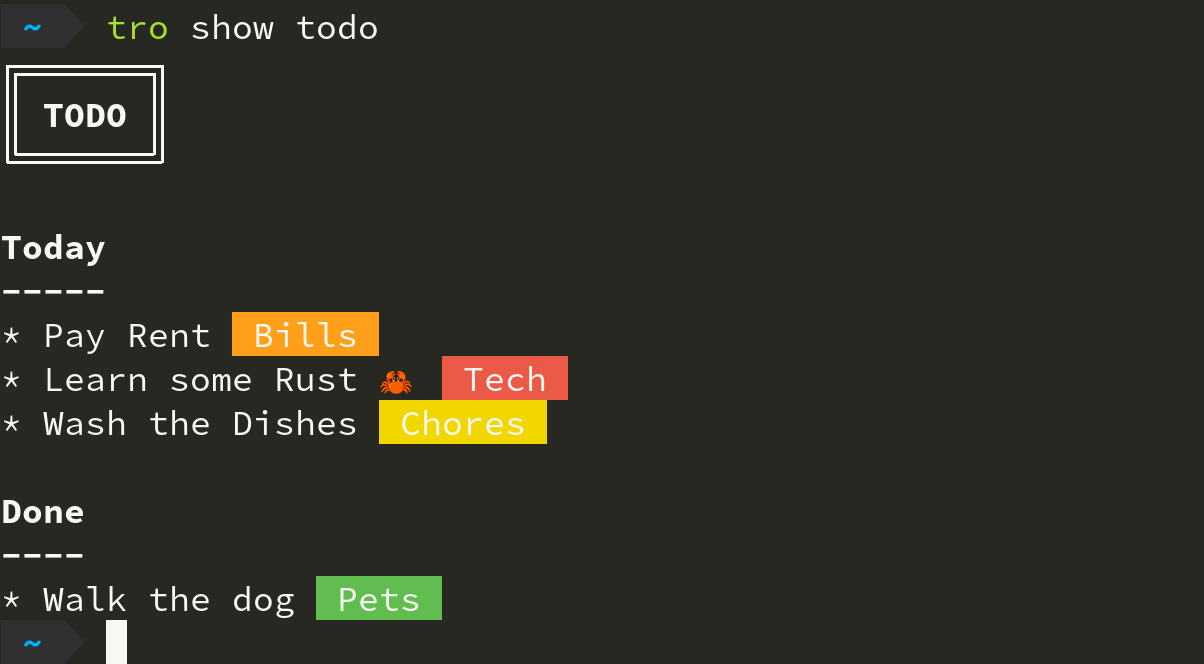 ~ tro show todo
TODO
Today
-----
* Pay Rent Bills
* Learn some Rust 🦀 Tech
* Wash the Dishes Chores
Done
----
* Walk the dog Pets
~